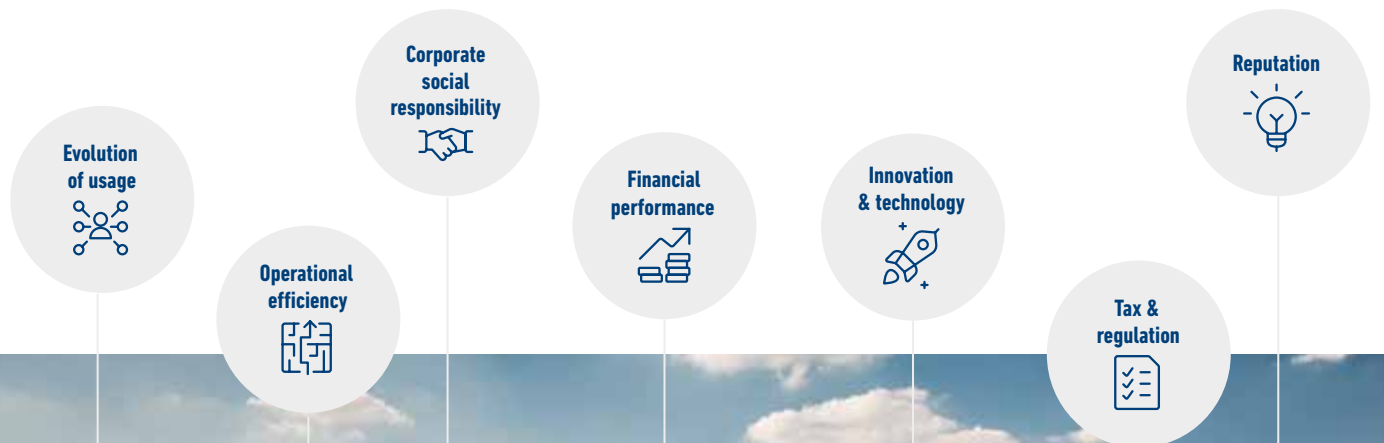 Evolution
of usage
Operational
efficiency
Corporate
social
responsibility
Financial
performance
Innovation
& technology
Tax &
regulation
Reputation